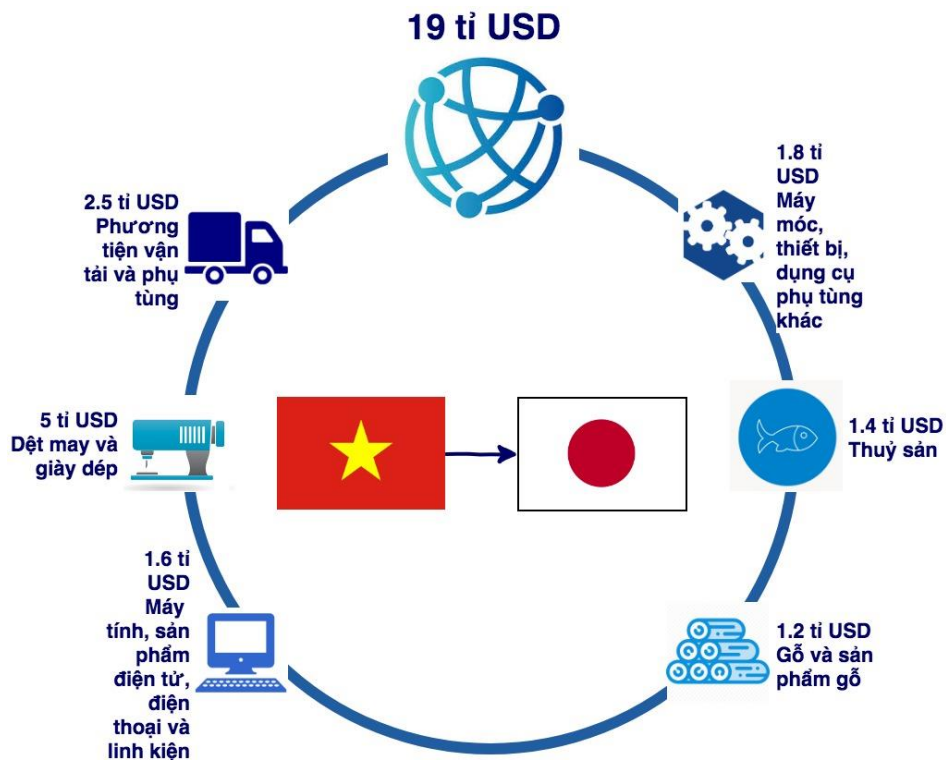 19 tỉ USD
1.8 tỉ
USD
Máy
móc,
thiết bị,
dụng cụ
phụ tùng
khác
2.5 tỉ USD
Phương
tiện vận
tải và phụ
tùng
5 tỉ USD
Dệt may và
giày dép
1.4 tỉ USD
Thuỷ sản
1.6 tỉ
USD
Máy
tính, sản
phẩm
điện tử,
điện
thoại và
linh kiện
1.2 tỉ USD
Gỗ và sản
phẩm gỗ